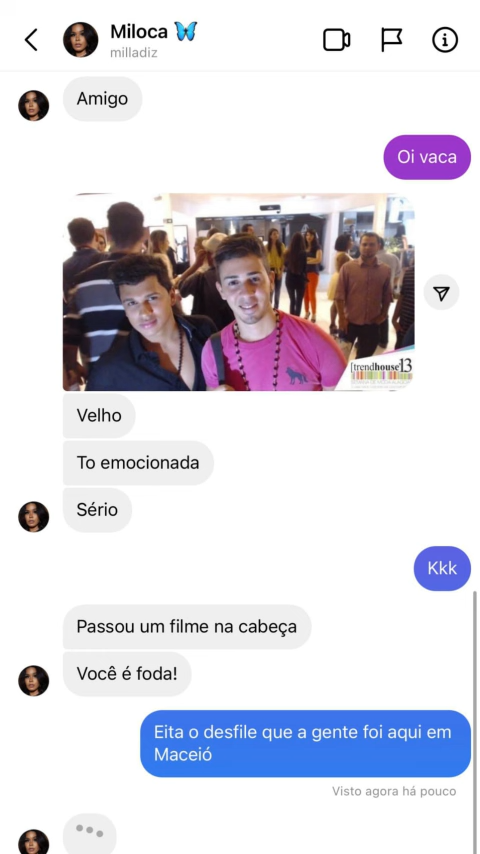 Miloca 🦋
milladiz
Amigo
Oi vaca
[trendhouse13
Velho
To emocionada
Sério
Kkk
Passou um filme na cabeça
Você é foda!
Eita o desfile que a gente foi aqui em
Maceió
Visto agora há pouco